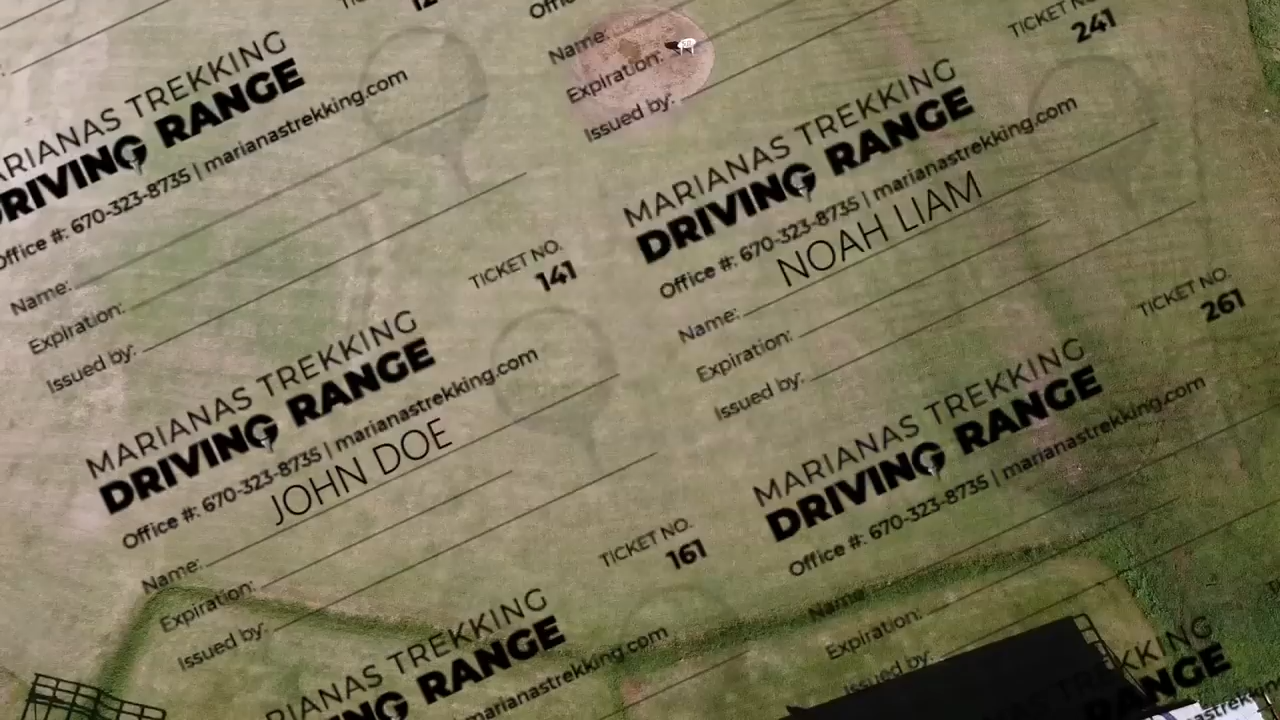 TICKET NO.
241
Name:
Expiration:
Issued by:
MARIANAS TREKKING
DRIVING RANGE
Office #: 670-323-8735 | marianastrekking.com
Name:
Expiration:
Issued by:
MARIANAS TREKKING
DRIVING RANGE
Office #: 670-323-8735 | marianastrekking.com
Name: NOAH LIAM
Expiration:
Issued by:
TICKET NO.
141
MARIANAS TREKKING
DRIVING RANGE
Office #: 670-323-8735 | marianastrekking.com
Name: JOHN DOE
Expiration:
Issued by:
TICKET NO.
261
MARIANAS TREKKING
DRIVING RANGE
Office #: 670-323-8735 | marianastrekking.com
Name:
Expiration:
Issued by:
TICKET NO.
161
MARIANAS TREKKING
DRIVING RANGE
marianastrekking.com